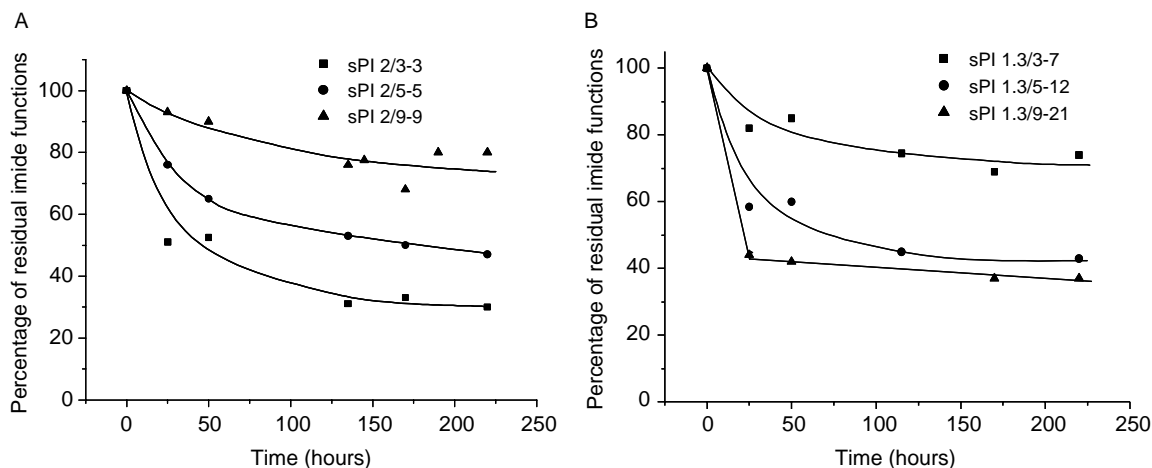 A
Percentage of residual imide functions
100
80
60
40
20
0
sPI 2/3-3
sPI 2/5-5
sPI 2/9-9
0 50 100 150 200 250
Time (hours)
B
Percentage of residual imide functions
100
80
60
40
20
0
sPI 1.3/3-7
sPI 1.3/5-12
sPI 1.3/9-21
0 50 100 150 200 250
Time (hours)